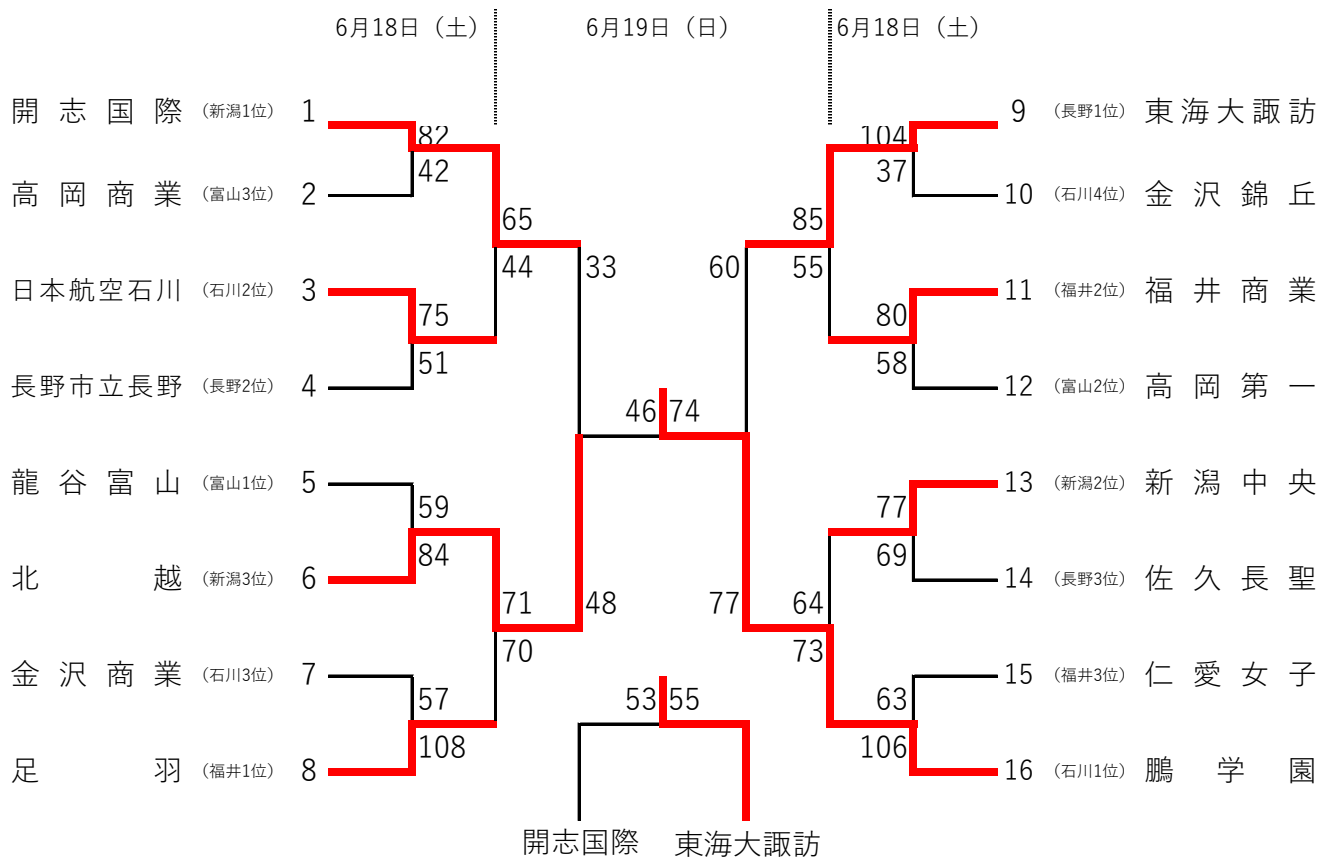 6月18日（土） 6月19日（日） 6月18日（土）
開志国際 （新潟1位） 1
82
42
高岡商業 （富山3位） 2
65
44
日本航空石川 （石川2位） 3
75
51
長野市立長野 （長野2位） 4
33
48
龍谷富山 （富山1位） 5
59
84
北越 （新潟3位） 6
71
70
金沢商業 （石川3位） 7
57
108
足羽 （福井1位） 8
46 74
53 55
開志国際 東海大諏訪
9 （長野1位） 東海大諏訪
104
37
10 （石川4位） 金沢錦丘
85
55
11 （福井2位） 福井商業
80
58
12 （富山2位） 高岡第一
60
77
13 （新潟2位） 新潟中央
77
69
14 （長野3位） 佐久長聖
64
73
15 （福井3位） 仁愛女子
63
106
16 （石川1位） 鵬学園